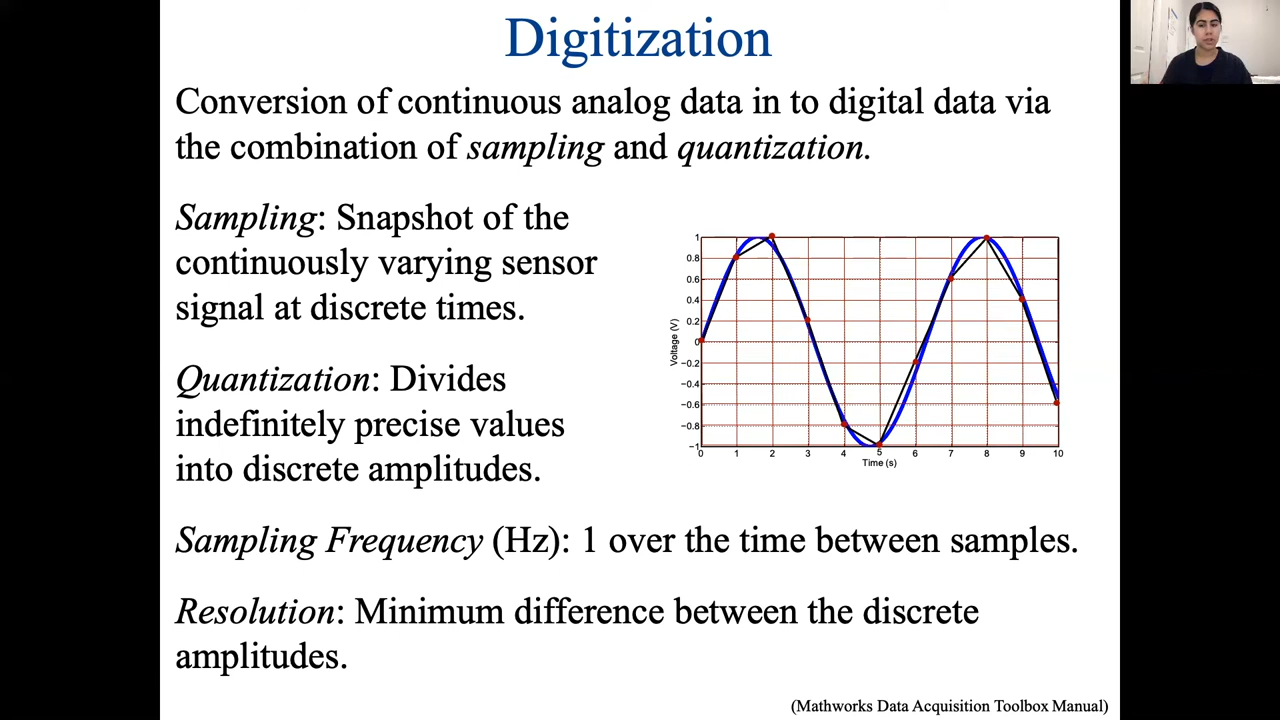 Digitization
Conversion of continuous analog data in to digital data via
the combination of sampling and quantization.
Sampling: Snapshot of the
continuously varying sensor
signal at discrete times.
Quantization: Divides
indefinitely precise values
into discrete amplitudes.
1
0.8
0.6
0.4
0.2
0
−0.2
−0.4
−0.6
−0.8
−1
Voltage (V)
0 1 2 3 4 5 6 7 8 9 10
Time (s)
Sampling Frequency (Hz): 1 over the time between samples.
Resolution: Minimum difference between the discrete
amplitudes.
(Mathworks Data Acquisition Toolbox Manual)